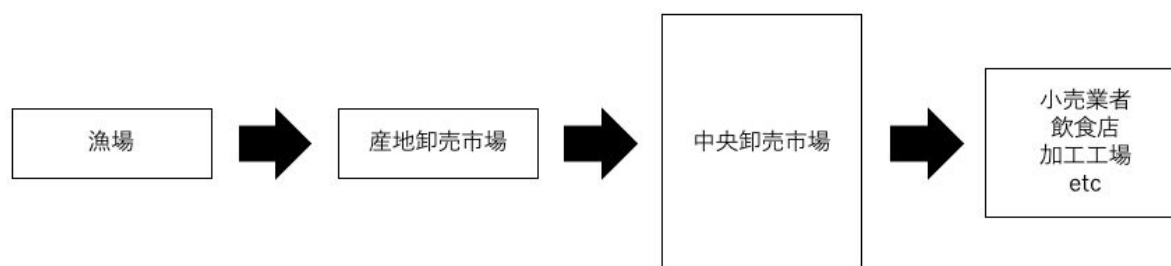 漁場
産地卸売市場
中央卸売市場
小売業者
飲食店
加工工場
etc